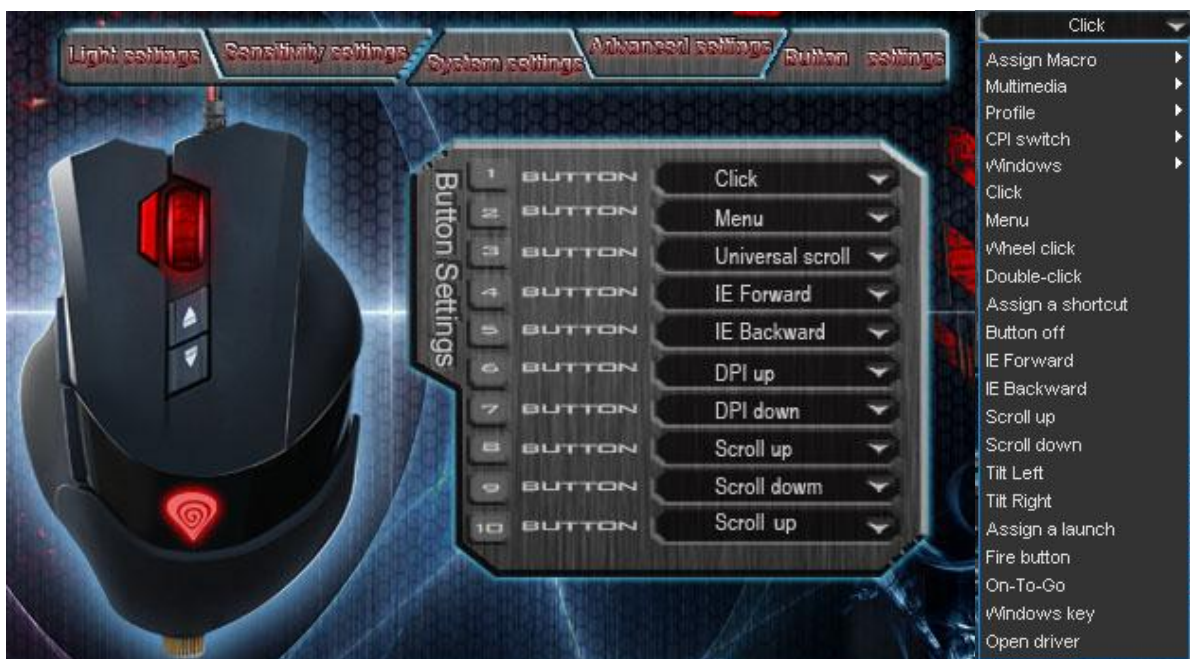 Light settings
Sensitivity settings
System settings
Advanced settings
Button settings
Button Settings
1 BUTTON Click
2 BUTTON Menu
3 BUTTON Universal scroll
4 BUTTON IE Forward
5 BUTTON IE Backward
6 BUTTON DPI up
7 BUTTON DPI down
8 BUTTON Scroll up
9 BUTTON Scroll dowm
10 BUTTON Scroll up
Click
Assign Macro
Multimedia
Profile
CPI switch
Windows
Click
Menu
Wheel click
Double-click
Assign a shortcut
Button off
IE Forward
IE Backward
Scroll up
Scroll down
Tilt Left
Tilt Right
Assign a launch
Fire button
On-To-Go
Windows key
Open driver